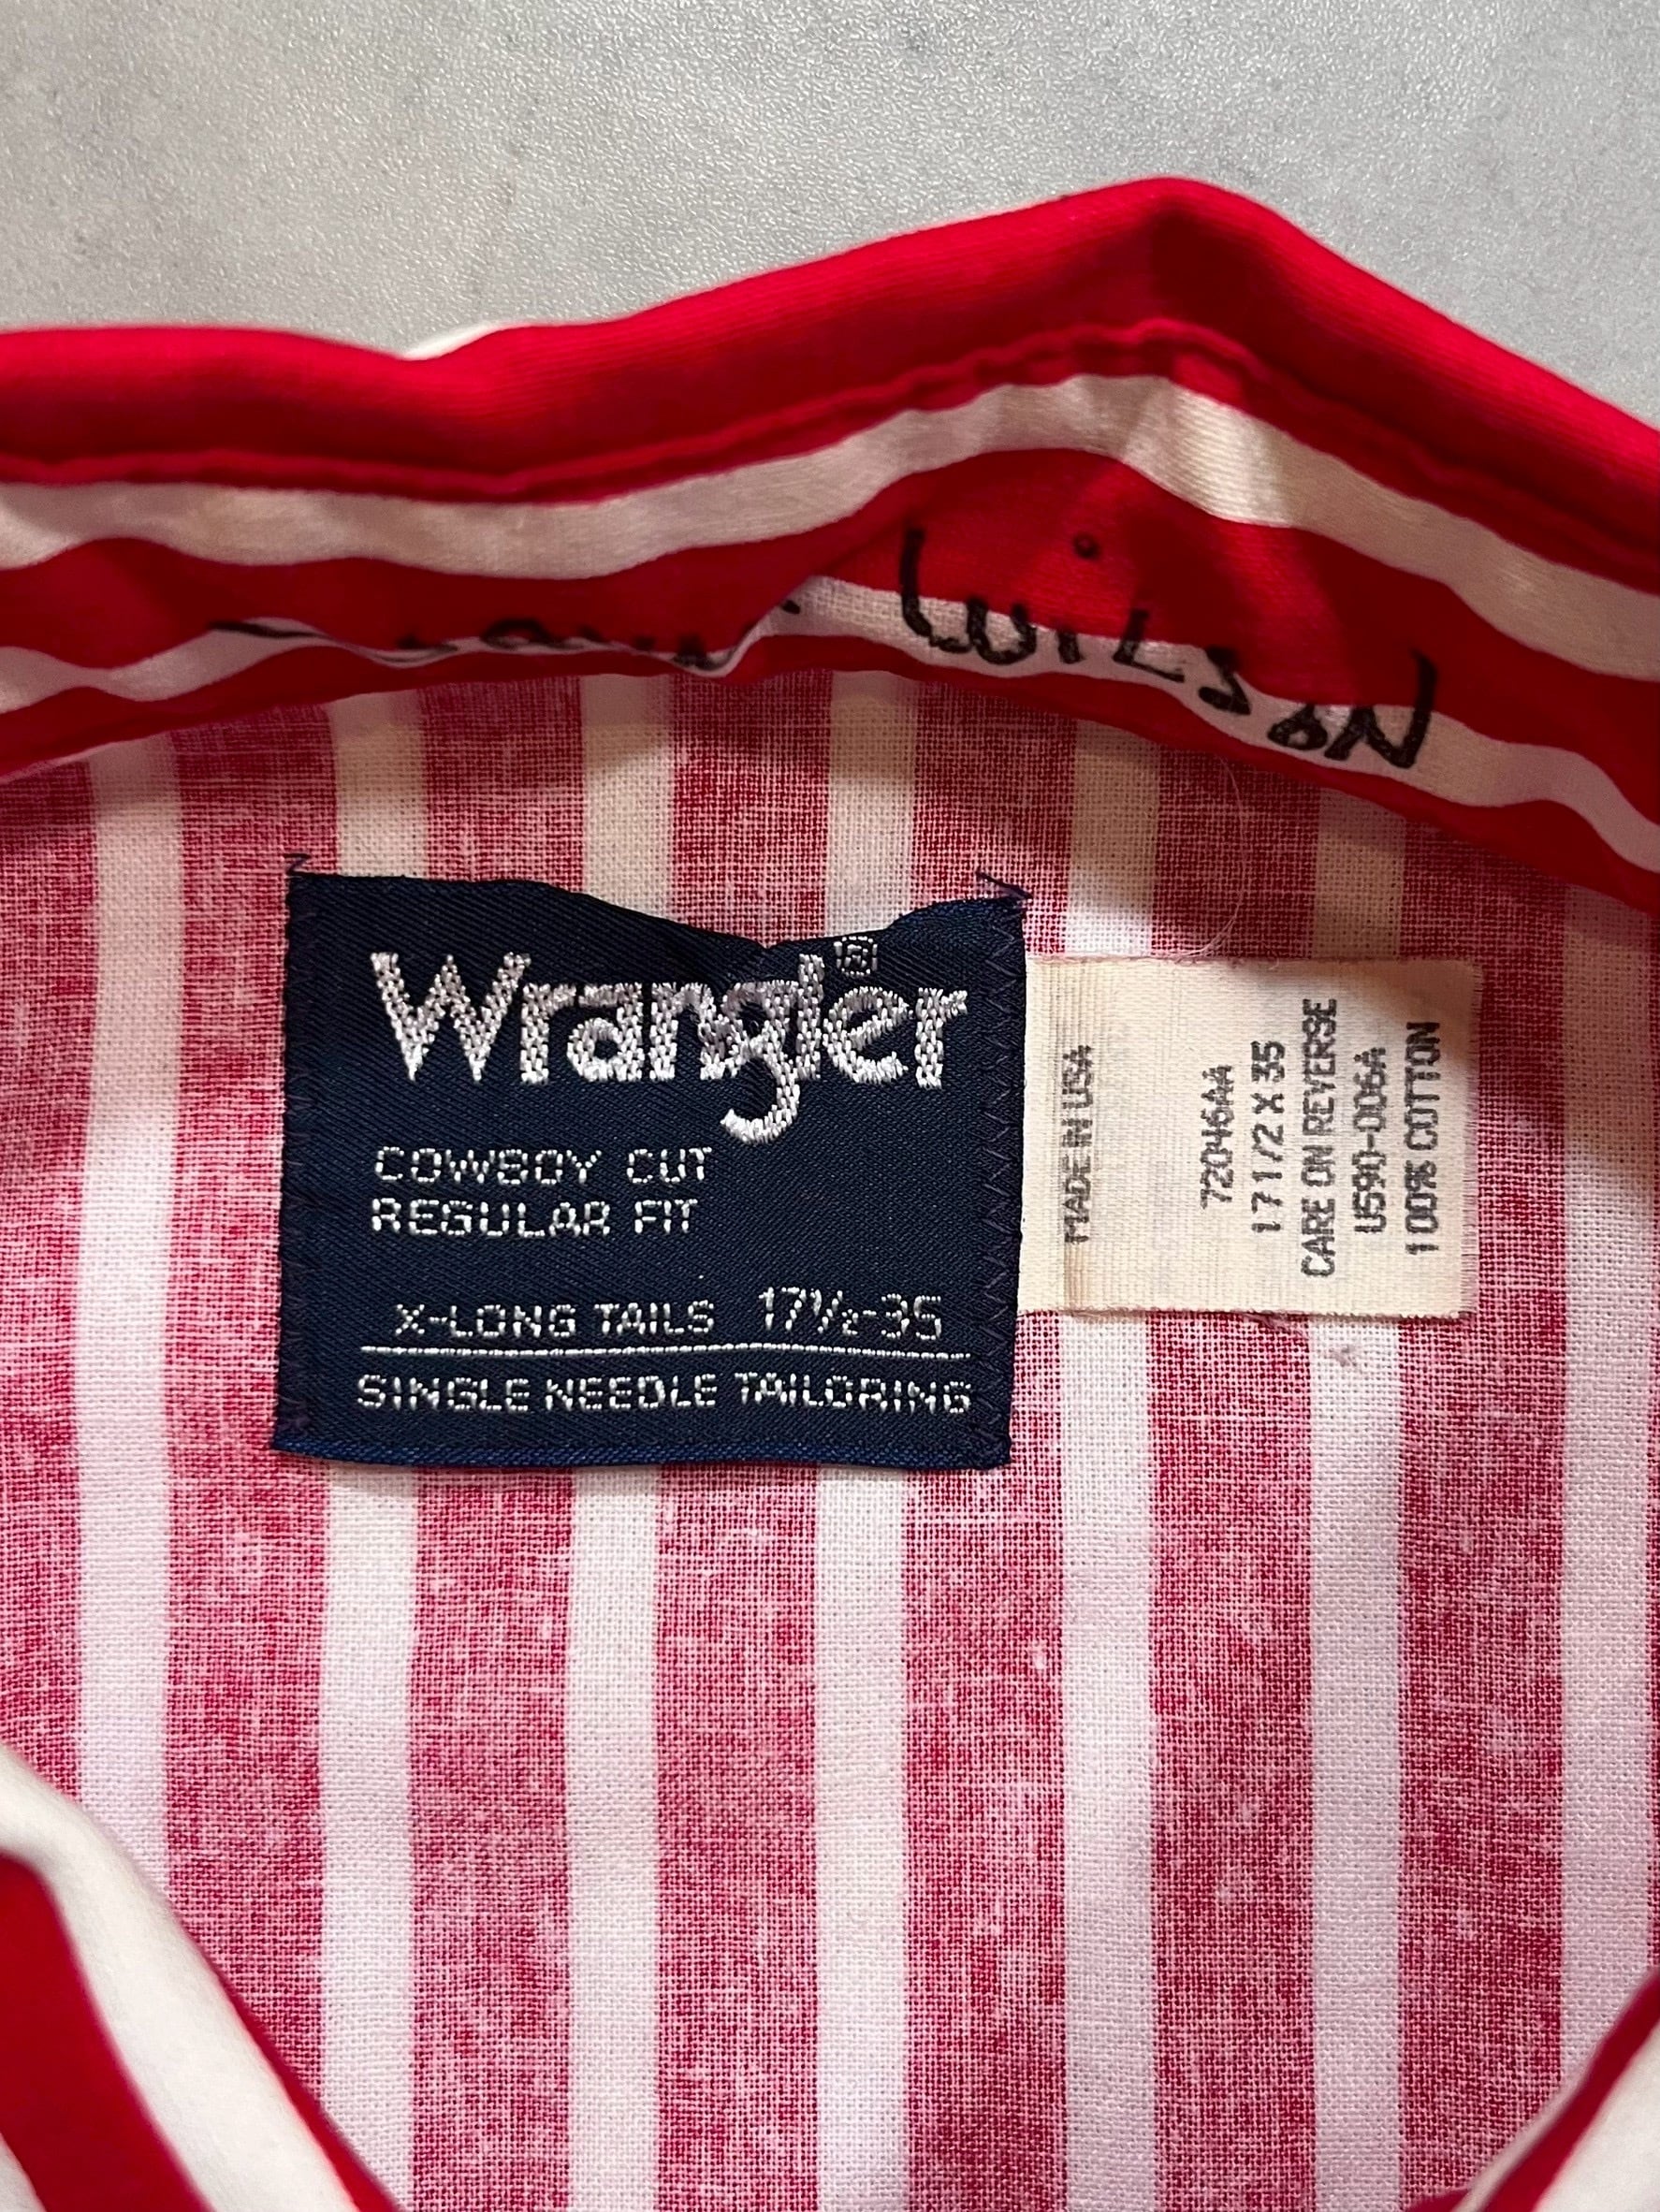 WILSON
Wrangler®
COWBOY CUT
REGULAR FIT
X-LONG TAILS 17½-35
SINGLE NEEDLE TAILORING
MADE IN USA
72046AA
17 1/2 X 35
CARE ON REVERSE
US90-006A
100% COTTON